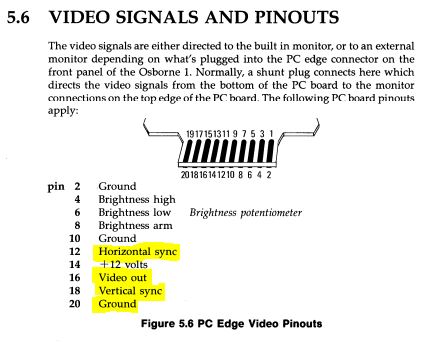 5.6 VIDEO SIGNALS AND PINOUTS
The video signals are either directed to the built in monitor, or to an external
monitor depending on what's plugged into the PC edge connector on the
front panel of the Osborne 1. Normally, a shunt plug connects here which
directs the video signals from the bottom of the PC board to the monitor
connections on the top edge of the PC board. The following PC board pinouts
apply:
19 17 15 13 11 9 7 5 3 1
20 18 16 14 12 10 8 6 4 2
pin 2 Ground
4 Brightness high
6 Brightness low Brightness potentiometer
8 Brightness arm
10 Ground
12 Horizontal sync
14 +12 volts
16 Video out
18 Vertical sync
20 Ground
Figure 5.6 PC Edge Video Pinouts